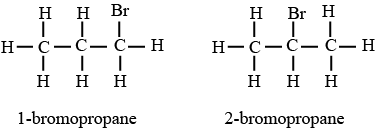 H H Br H Br H
H C C C H H C C C H
H H H H H H
1-bromopropane 2-bromopropane